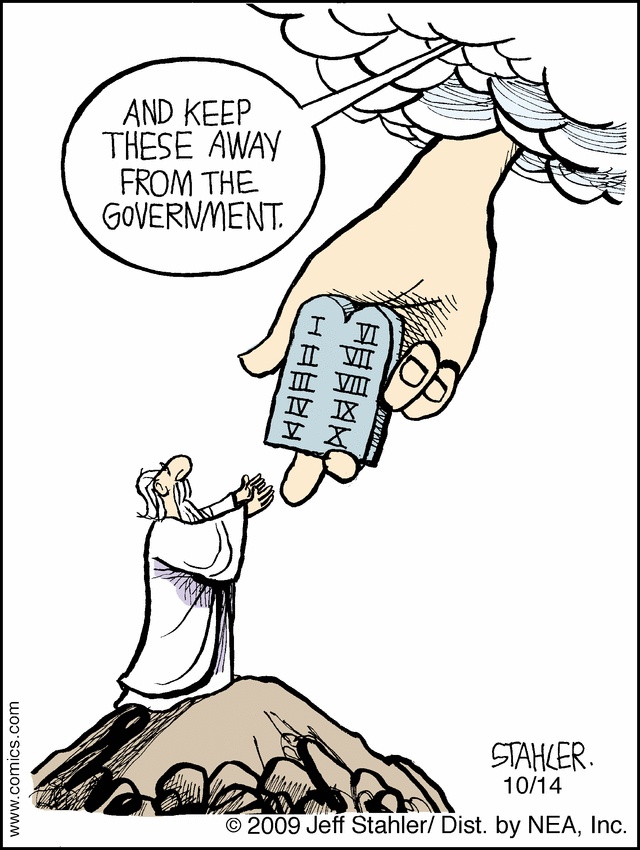 AND KEEP
THESE AWAY
FROM THE
GOVERNMENT.
I VI
II VII
III VIII
IV IX
V X
STAHLER.
10/14
www.comics.com
© 2009 Jeff Stahler/ Dist. by NEA, Inc.